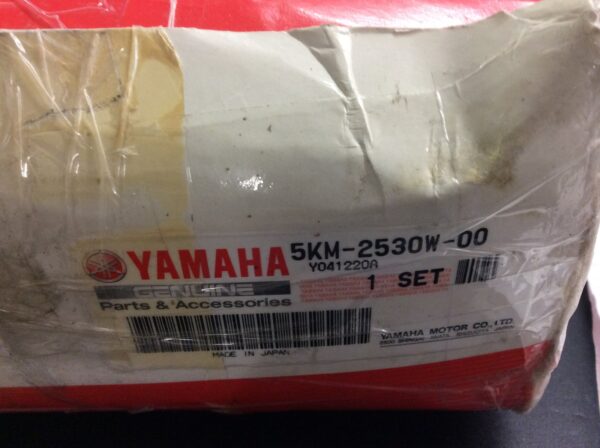 YAMAHA 5KM-2530W-00
Y041220A
GENUINE 1 SET
Parts & Accessories
YAMAHA MOTOR CO., LTD.
MADE IN JAPAN